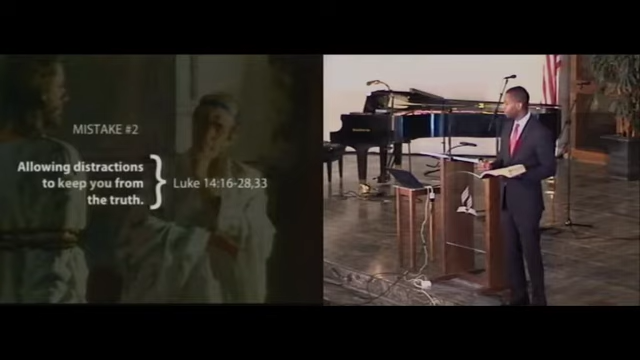 MISTAKE #2
Allowing distractions
to keep you from
the truth.
Luke 14:16-28,33